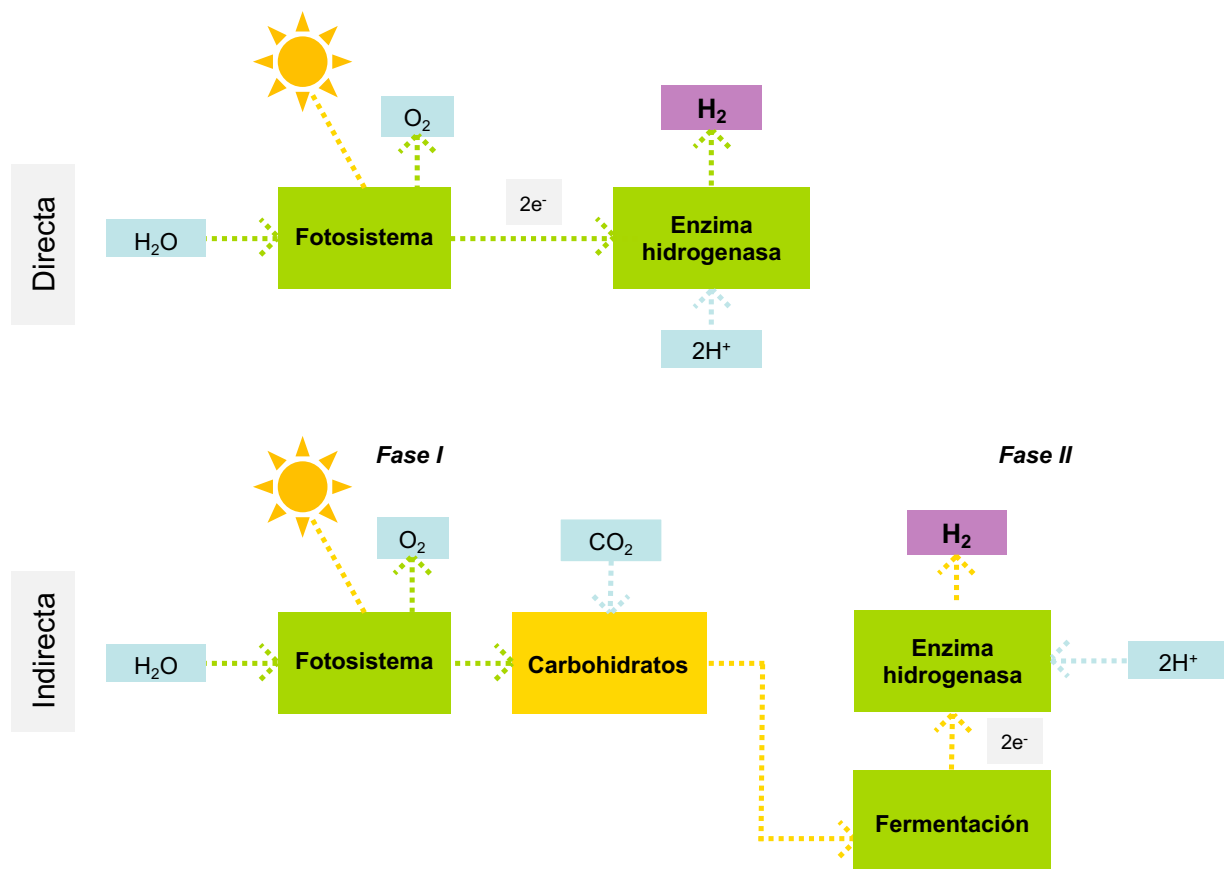 Directa
H₂O
Fotosistema
O₂
2e⁻
Enzima
hidrogenasa
H₂
2H⁺
Indirecta
Fase I
Fase II
H₂O
Fotosistema
O₂
CO₂
Carbohidratos
H₂
Enzima
hidrogenasa
2H⁺
2e⁻
Fermentación